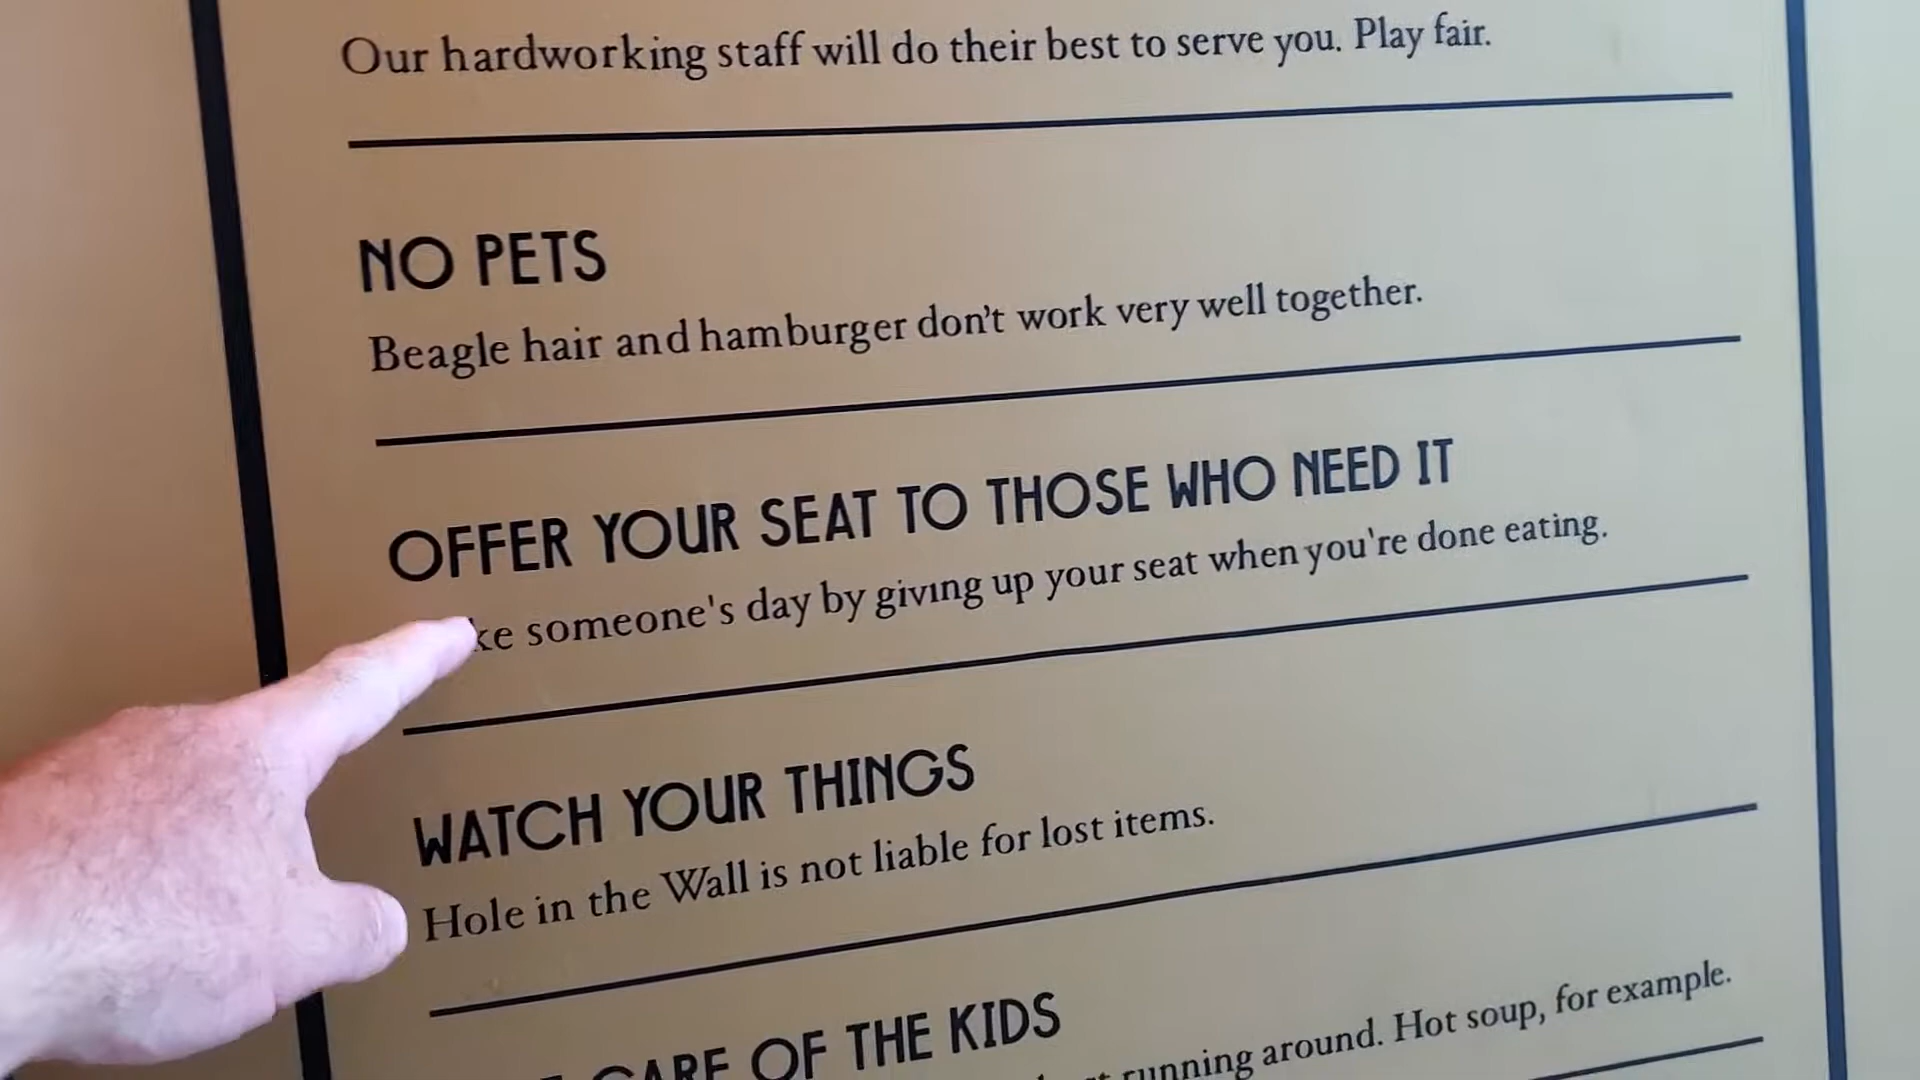 Our hardworking staff will do their best to serve you. Play fair.
NO PETS
Beagle hair and hamburger don't work very well together.
OFFER YOUR SEAT TO THOSE WHO NEED IT
ke someone's day by giving up your seat when you're done eating.
WATCH YOUR THINGS
Hole in the Wall is not liable for lost items.
CARE OF THE KIDS
running around. Hot soup, for example.